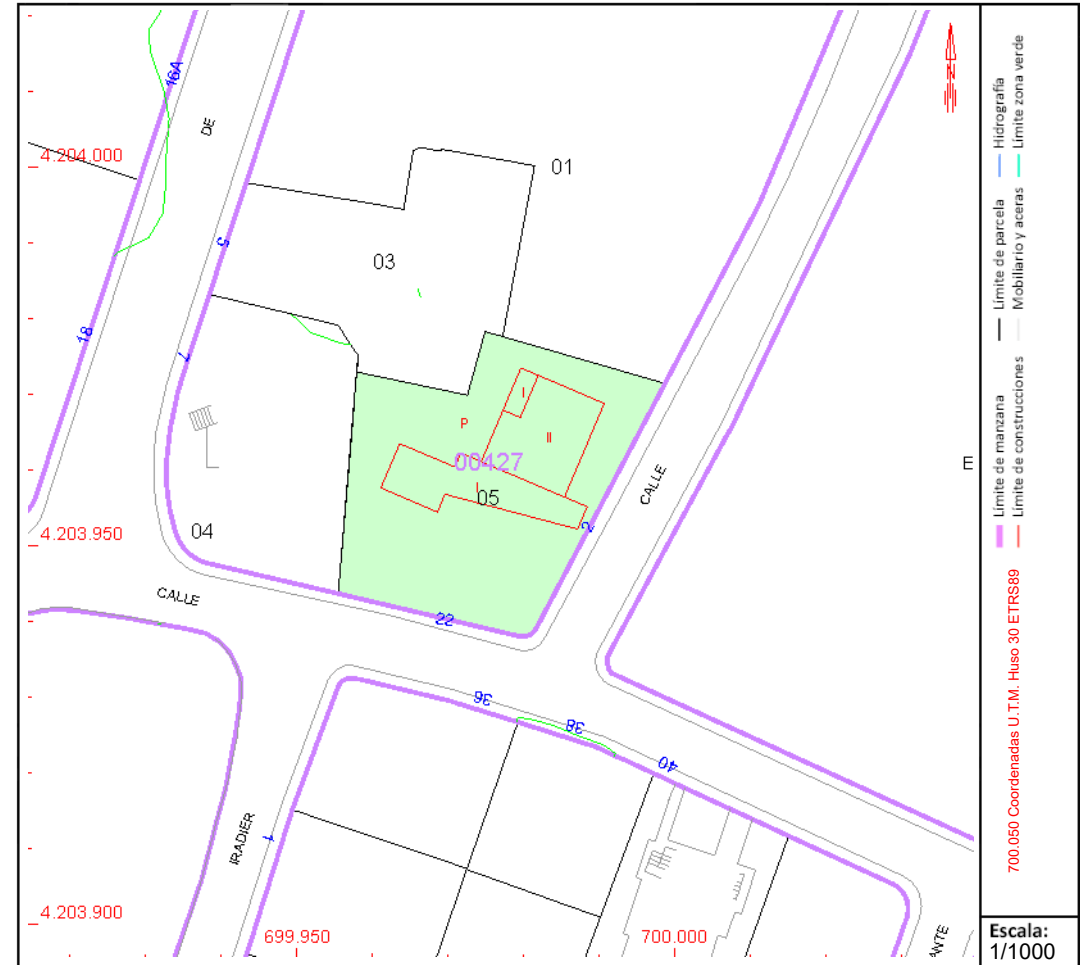 16A
DE
4.204.000
01
5
03
18
7
I
P
II
00427
I
05
CALLE
E
2
4.203.950
04
CALLE
22
36
38
40
IRADIER
1
4.203.900
699.950
700.000
ANTE
N
Hidrografía
Límite zona verde
Límite de parcela
Mobiliario y aceras
Límite de manzana
Límite de construcciones
700.050 Coordenadas U.T.M. Huso 30 ETRS89
Escala:
1/1000